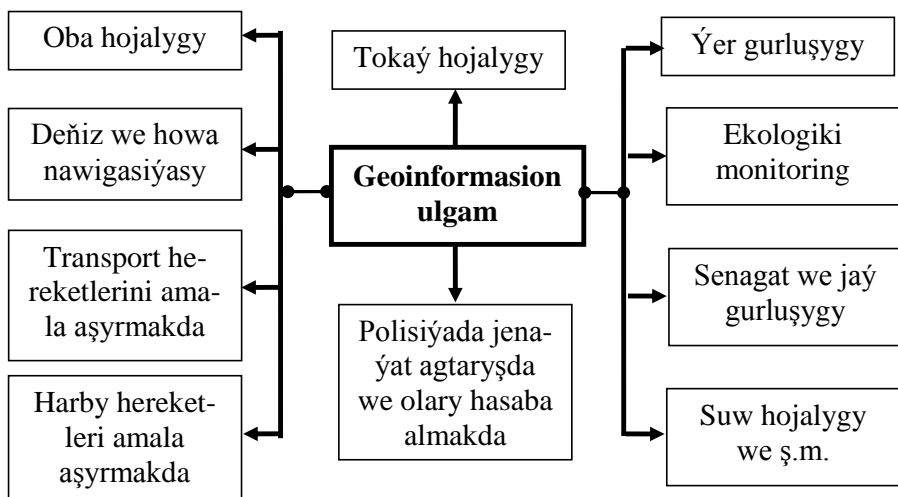 Oba hojalygy
Deňiz we howa
nawigasiýasy
Transport he-
reketlerini ama-
la aşyrmakda
Harby hereket-
leri amala
aşyrmakda
Tokaý hojalygy
Geoinformasion
ulgam
Polisiýada jena-
ýat agtaryşda
we olary hasaba
almakda
Ýer gurluşygy
Ekologiki
monitoring
Senagat we jaý
gurluşygy
Suw hojalygy
we ş.m.